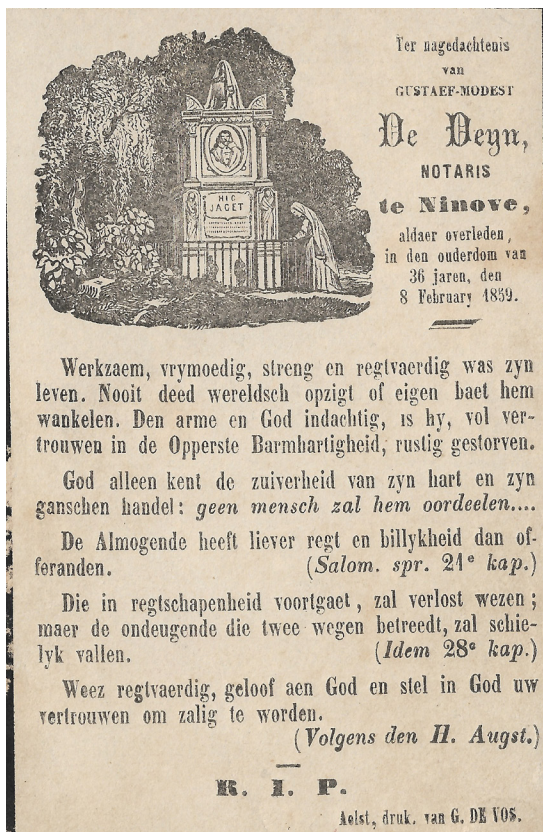 Ter nagedachtenis
van
GUSTAEF-MODEST
De Deyn,
NOTARIS
te Ninove,
aldaer overleden,
in den ouderdom van
36 jaren, den
8 February 1859.
HIC
JACET
Werkzaem, vrymoedig, streng en regtvaerdig was zyn
leven. Nooit deed wereldsch opzigt of eigen baet hem
wankelen. Den arme en God indachtig, is hy, vol ver-
trouwen in de Opperste Barmhartigheid, rustig gestorven.
God alleen kent de zuiverheid van zyn hart en zyn
ganschen handel: geen mensch zal hem oordeelen....
De Almogende heeft liever regt en billykheid dan of-
feranden. (Salom. spr. 21e kap.)
Die in regtschapenheid voortgaet, zal verlost wezen;
maer de ondeugende die twee wegen betreedt, zal schie-
lyk vallen. (Idem 28e kap.)
Weez regtvaerdig, geloof aen God en stel in God uw
vertrouwen om zalig te worden.
(Volgens den H. Augst.)
R. I. P.
Aelst, druk. van G. DE VOS.